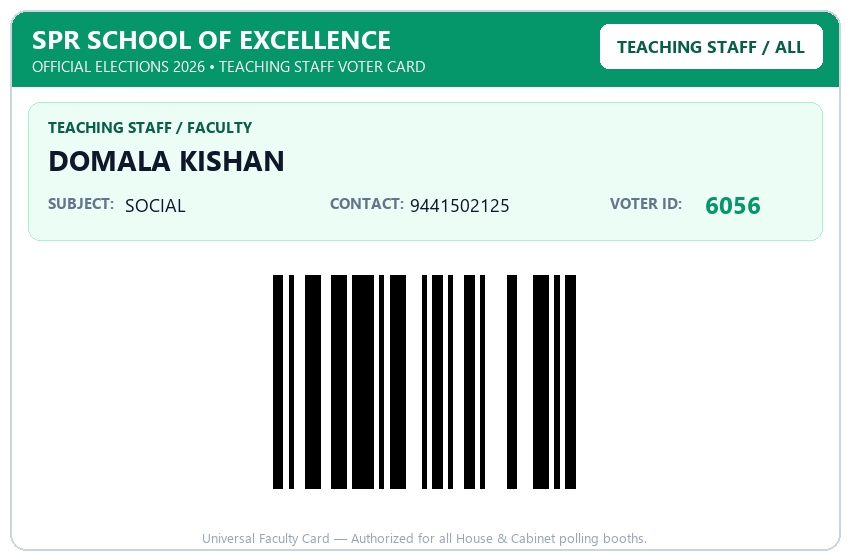 SPR SCHOOL OF EXCELLENCE
OFFICIAL ELECTIONS 2026 • TEACHING STAFF VOTER CARD
TEACHING STAFF / ALL
TEACHING STAFF / FACULTY
DOMALA KISHAN
SUBJECT: SOCIAL CONTACT: 9441502125 VOTER ID: 6056
Universal Faculty Card — Authorized for all House & Cabinet polling booths.